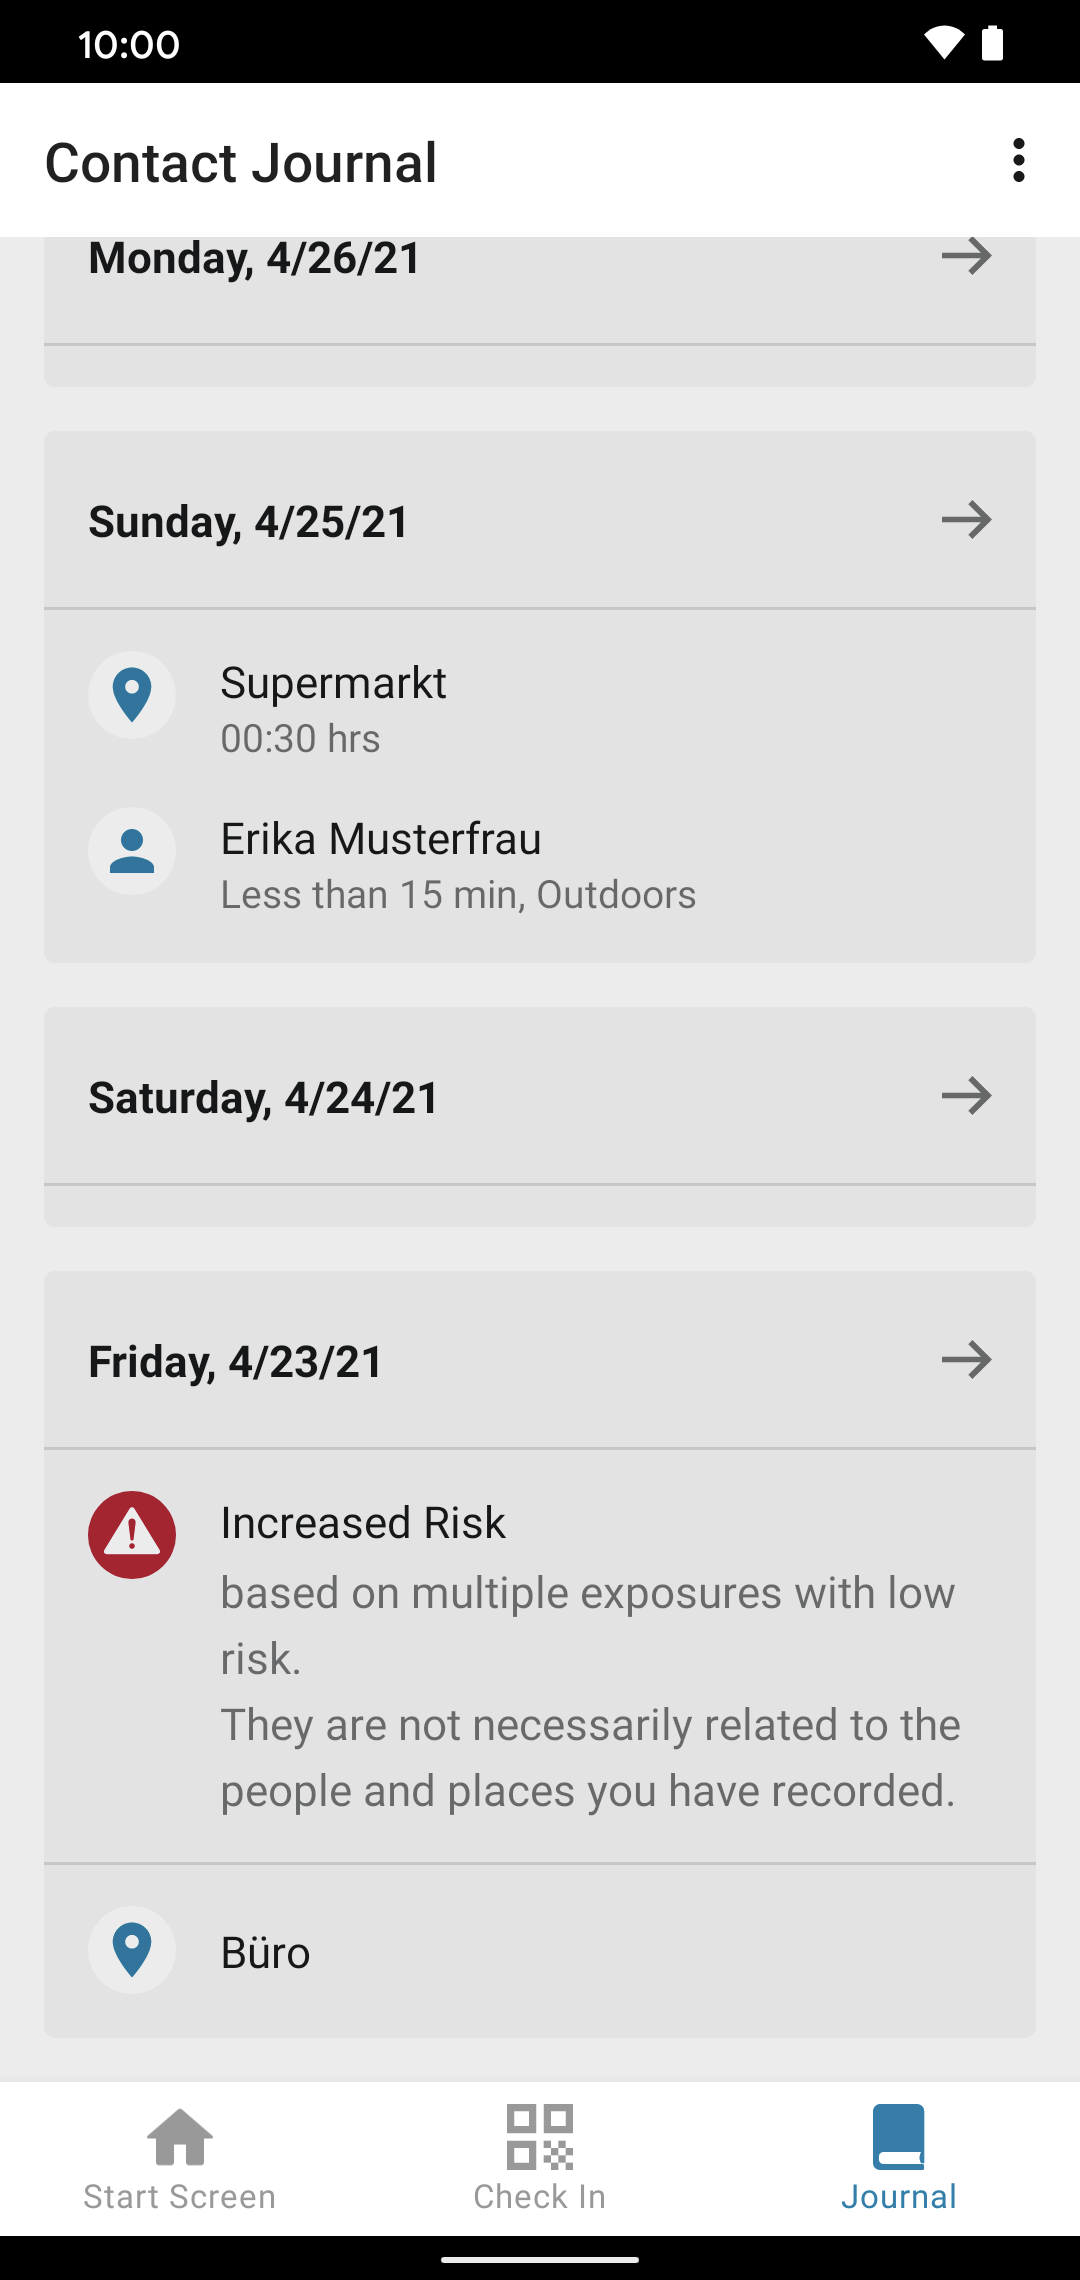 10:00
Contact Journal
Monday, 4/26/21
Sunday, 4/25/21
Supermarkt
00:30 hrs
Erika Musterfrau
Less than 15 min, Outdoors
Saturday, 4/24/21
Friday, 4/23/21
Increased Risk
based on multiple exposures with low
risk.
They are not necessarily related to the
people and places you have recorded.
Büro
Start Screen
Check In
Journal